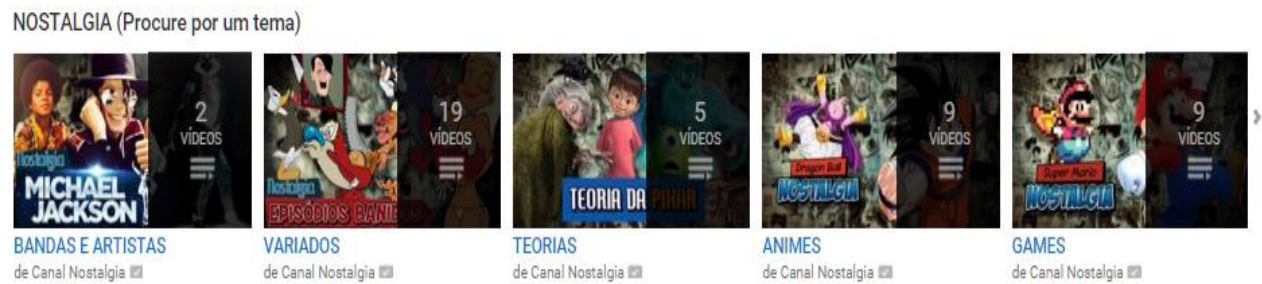 NOSTALGIA (Procure por um tema)
Nostalgia
MICHAEL
JACKSON
2
VÍDEOS
BANDAS E ARTISTAS
de Canal Nostalgia
Nostalgia
EPISÓDIOS BANIDOS
19
VÍDEOS
VARIADOS
de Canal Nostalgia
TEORIA DA PIXAR
5
VÍDEOS
TEORIAS
de Canal Nostalgia
Dragon Ball
NOSTALGIA
9
VÍDEOS
ANIMES
de Canal Nostalgia
Super Mario
NOSTALGIA
9
VÍDEOS
GAMES
de Canal Nostalgia